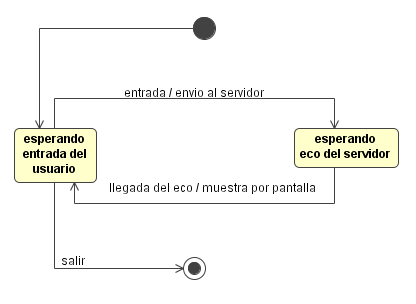 entrada / envio al servidor
esperando
entrada del
usuario
esperando
eco del servidor
llegada del eco / muestra por pantalla
salir